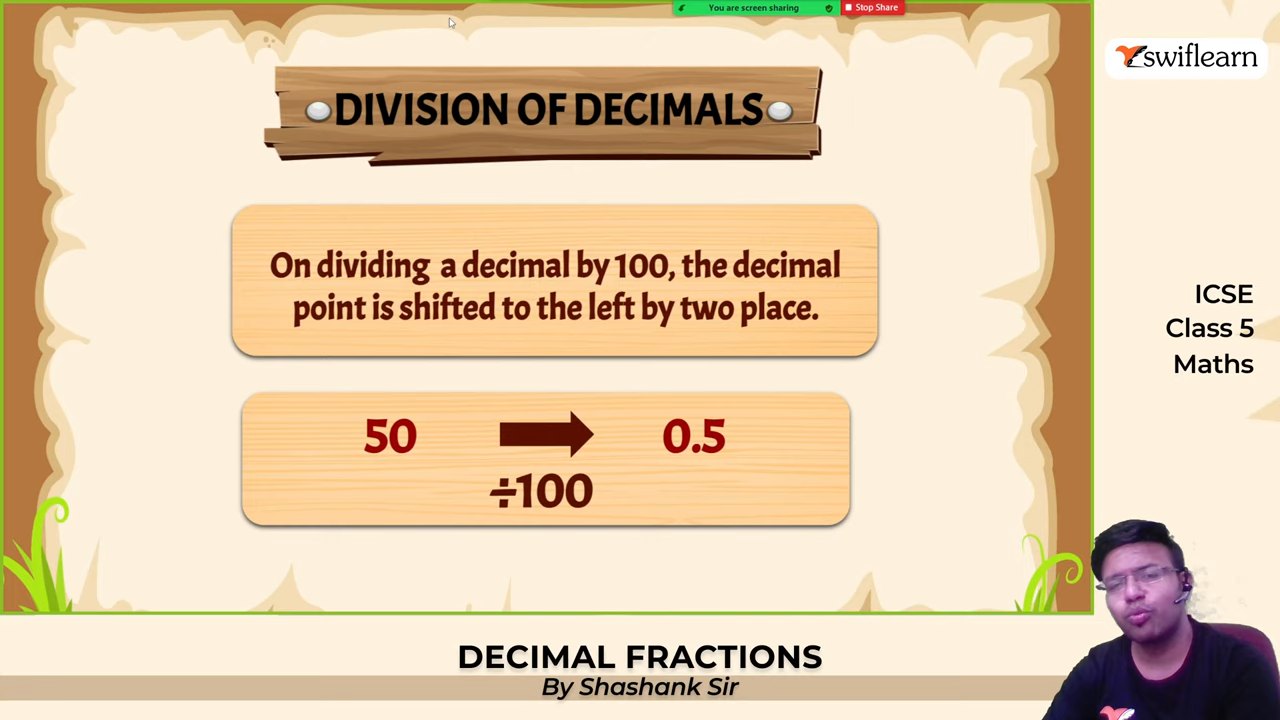 You are screen sharing
Stop Share
swiflearn
DIVISION OF DECIMALS
On dividing a decimal by 100, the decimal
point is shifted to the left by two place.
50
0.5
÷100
ICSE
Class 5
Maths
DECIMAL FRACTIONS
By Shashank Sir